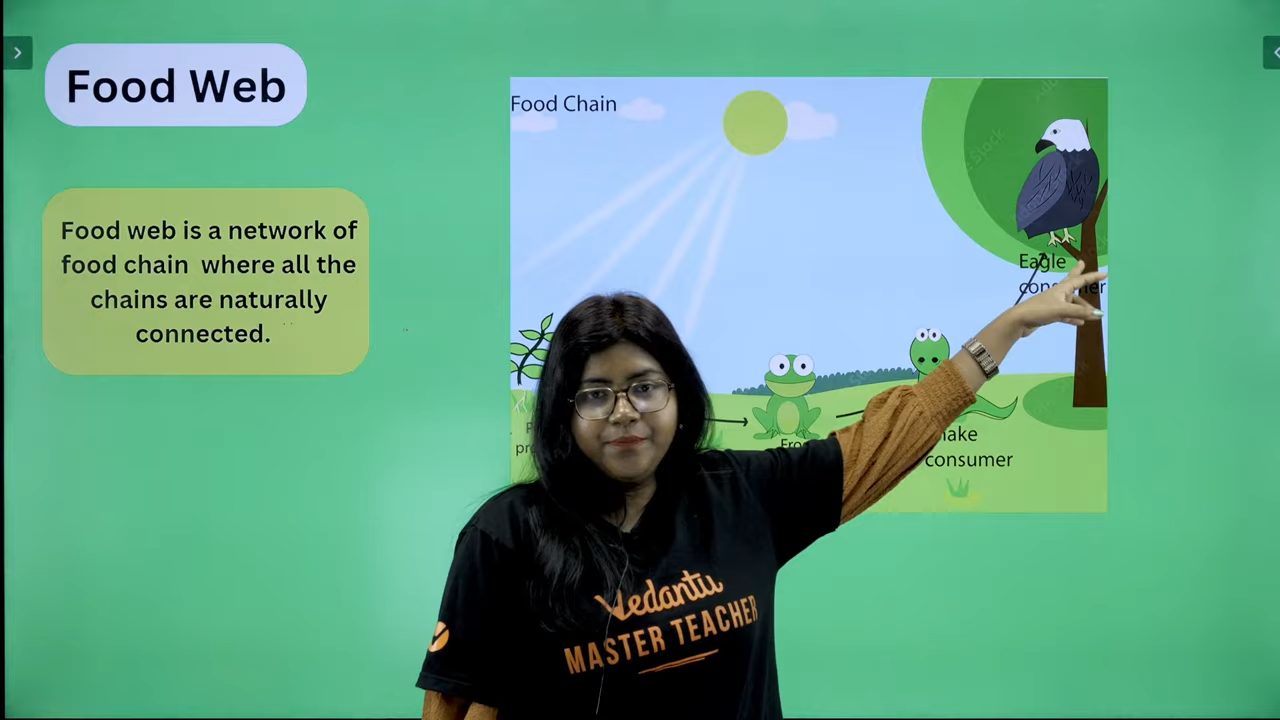 Food Web
Food web is a network of
food chain where all the
chains are naturally
connected.
Food Chain
Eagle
consumer
consumer
Vedantu
MASTER TEACHER